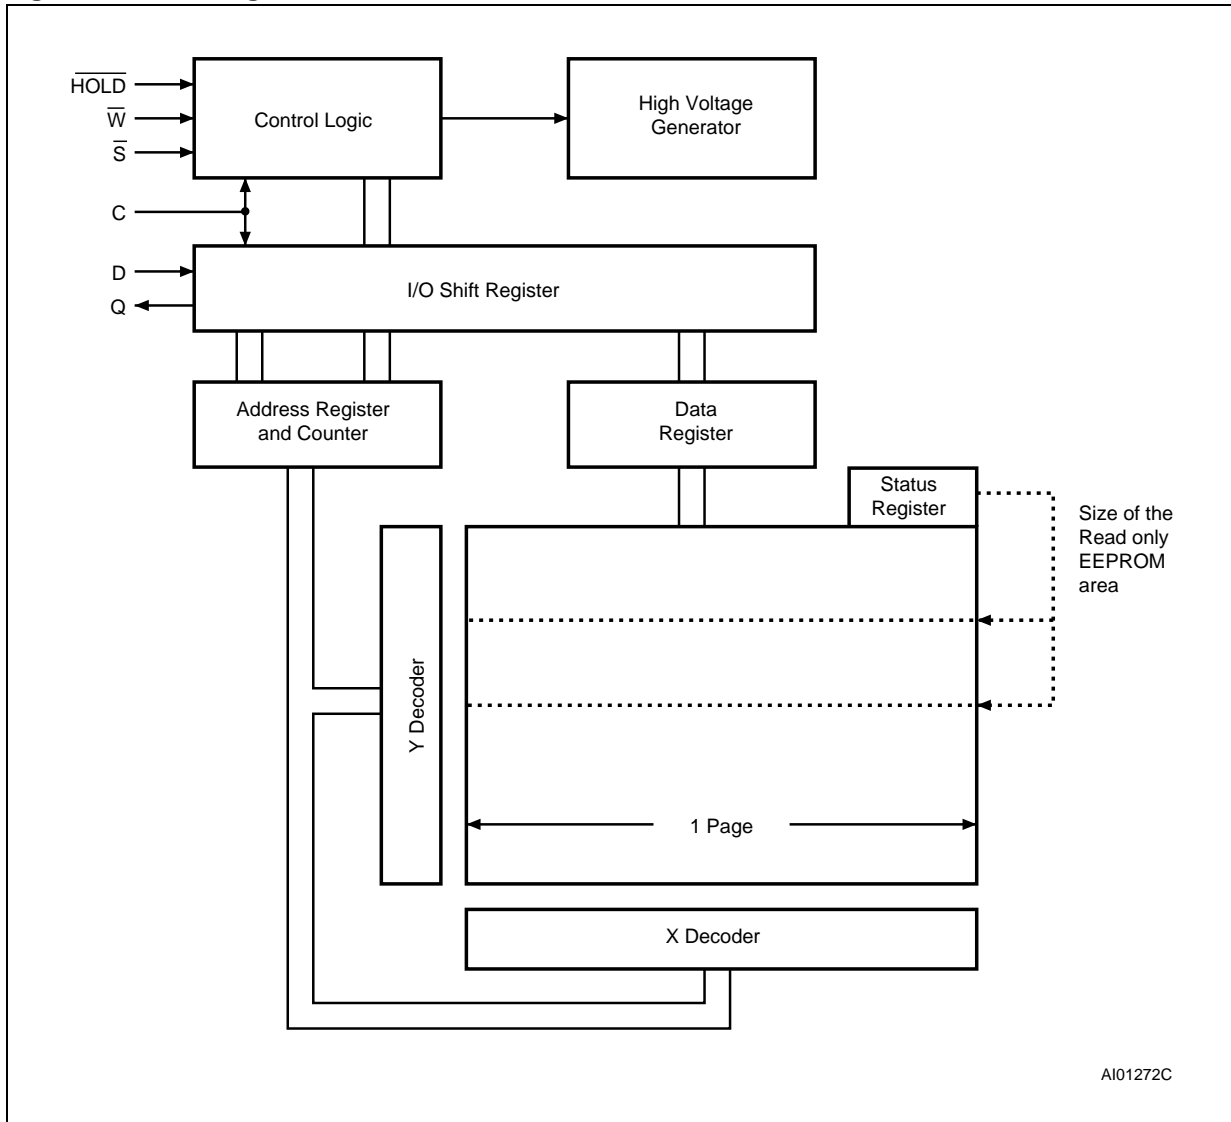 HOLD
W
S
C
D
Q
Control Logic
High Voltage
Generator
I/O Shift Register
Address Register
and Counter
Data
Register
Status
Register
Size of the
Read only
EEPROM
area
Y Decoder
1 Page
X Decoder
AI01272C